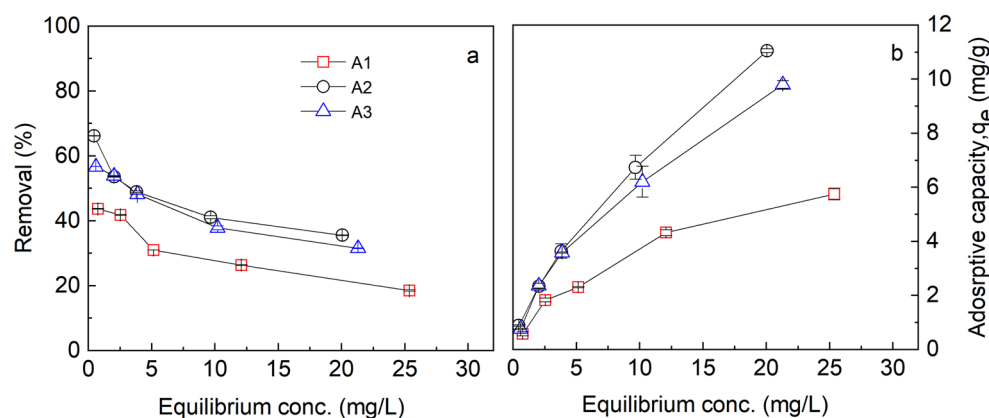 a
A1
A2
A3
100
80
60
40
20
0
Removal (%)
0 5 10 15 20 25 30
Equilibrium conc. (mg/L)
b
12
10
8
6
4
2
0
Adosrptive capacity,qe (mg/g)
0 5 10 15 20 25 30
Equilibrium conc. (mg/L)